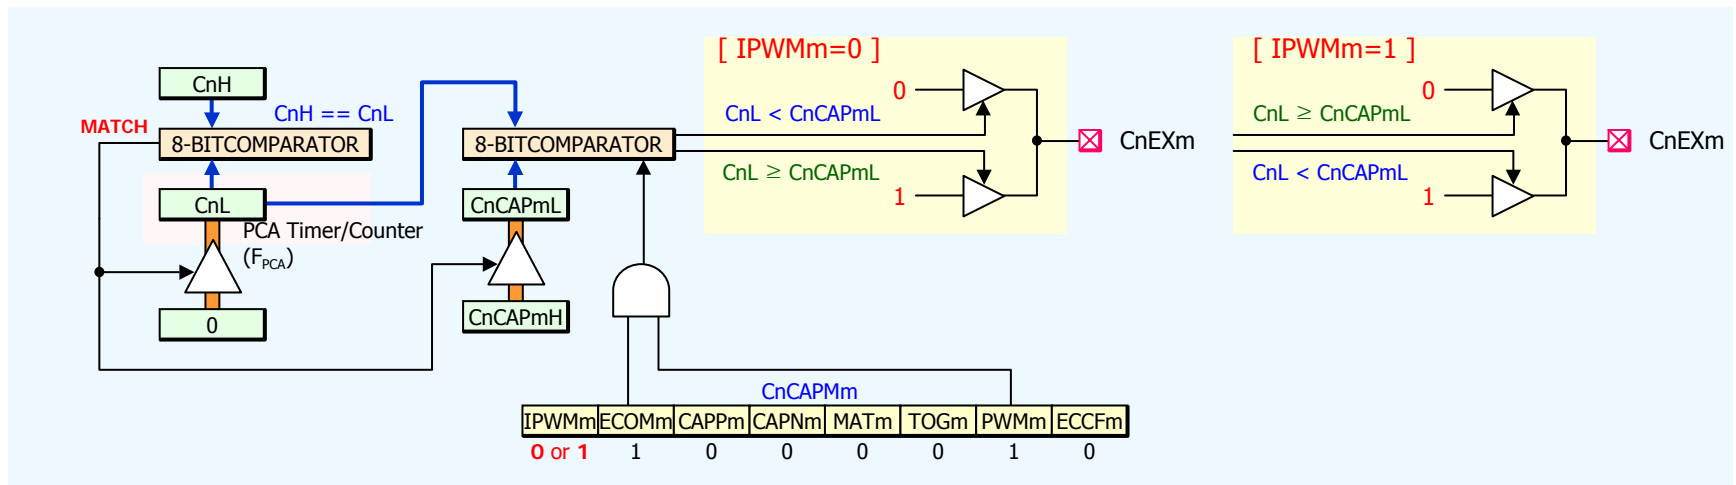 CnH
CnH == CnL
MATCH
8-BITCOMPARATOR
CnL
PCA Timer/Counter
(FPCA)
0
8-BITCOMPARATOR
CnCAPmL
CnCAPmH
[ IPWMm=0 ]
0
CnL < CnCAPmL
CnL ≥ CnCAPmL
1
CnEXm
[ IPWMm=1 ]
0
CnL ≥ CnCAPmL
CnL < CnCAPmL
1
CnEXm
CnCAPMm
IPWMm ECOMm CAPPm CAPNm MATm TOGm PWMm ECCFm
0 or 1 1 0 0 0 0 1 0